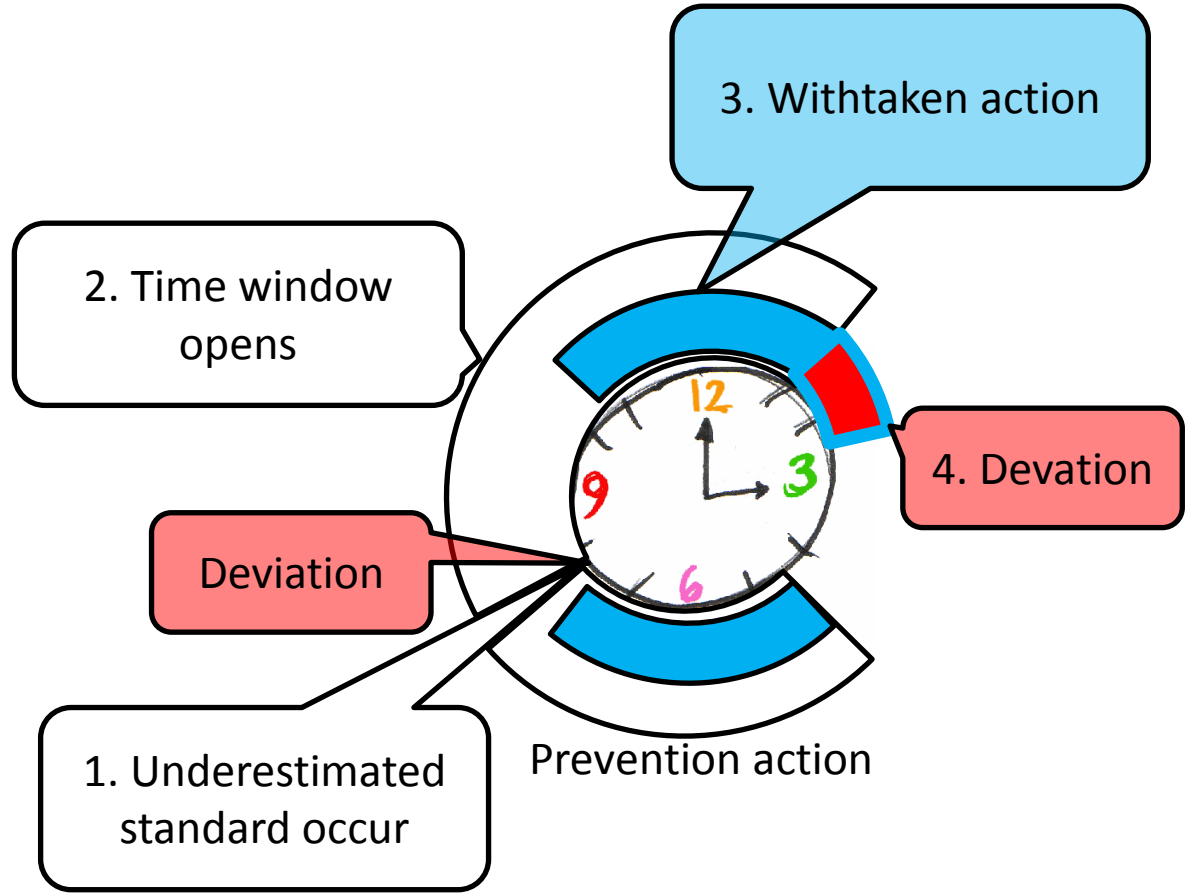 3. Withtaken action
2. Time window
opens
12
9
3
6
4. Devation
Deviation
1. Underestimated
standard occur
Prevention action